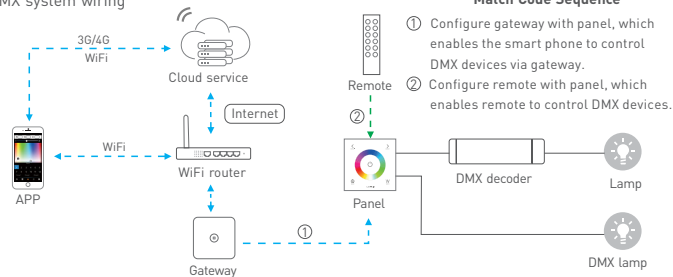 MX system wiring
Match Code Sequence
① Configure gateway with panel, which
enables the smart phone to control
DMX devices via gateway.
② Configure remote with panel, which
enables remote to control DMX devices.
3G/4G
WiFi
Cloud service
Internet
WiFi
APP
WiFi router
Gateway
①
Remote
②
Panel
DMX decoder
Lamp
DMX lamp